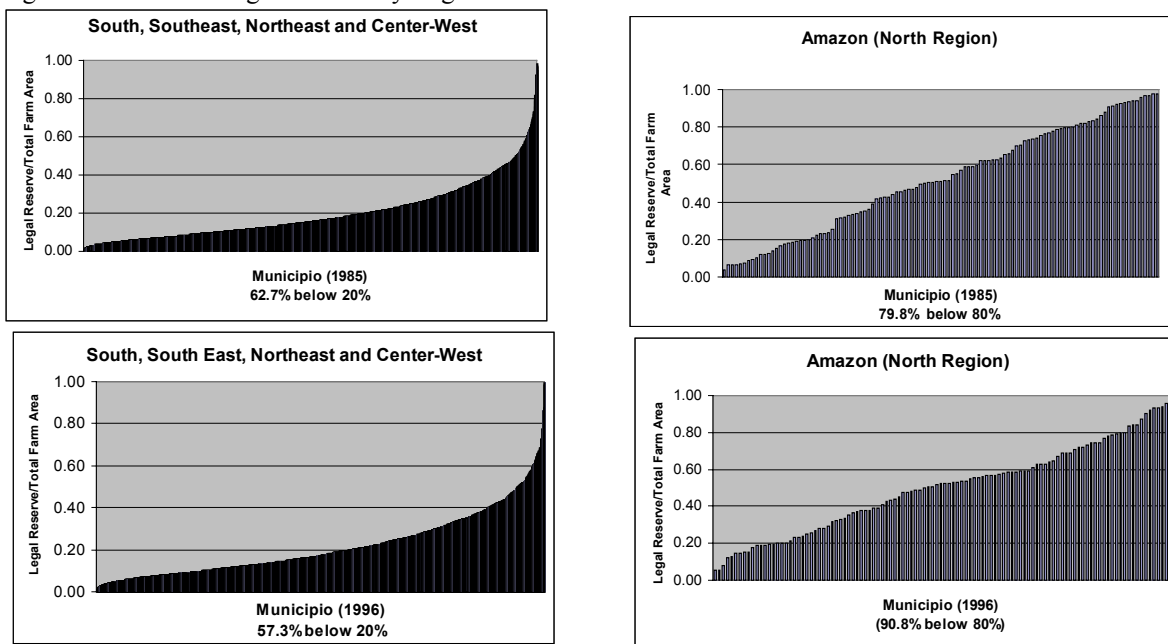 South, Southeast, Northeast and Center-West
Legal Reserve/Total Farm Area
1.00
0.80
0.60
0.40
0.20
0.00
Municipio (1985)
62.7% below 20%
Amazon (North Region)
Legal Reserve/Total Farm
Area
1.00
0.80
0.60
0.40
0.20
0.00
Municipio (1985)
79.8% below 80%
South, South East, Northeast and Center-West
Legal Reserve/Total Farm Area
1.00
0.80
0.60
0.40
0.20
0.00
Municipio (1996)
57.3% below 20%
Amazon (North Region)
Legal Reserve/Total Farm Area
1.00
0.80
0.60
0.40
0.20
0.00
Municipio (1996)
(90.8% below 80%)